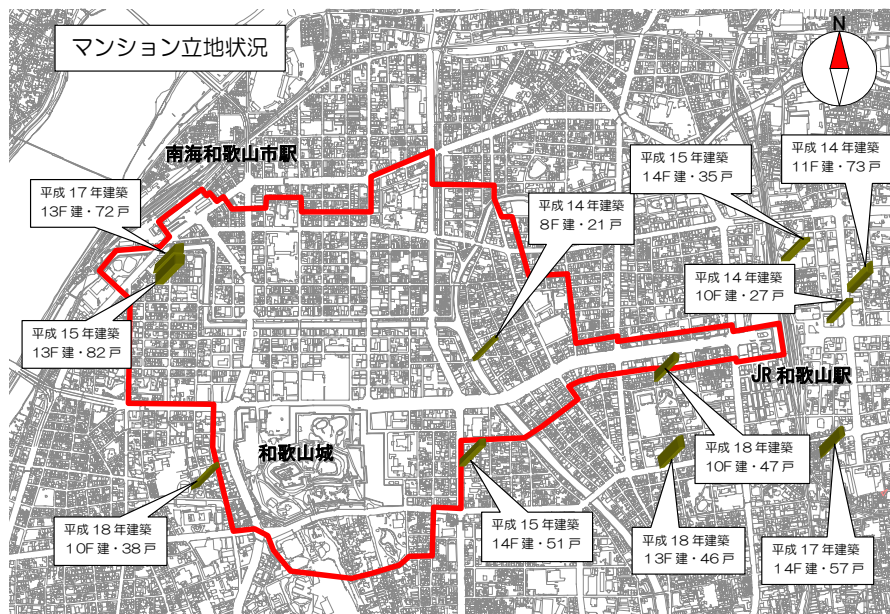 マンション立地状況
N
南海和歌山市駅
平成17年建築
13F建・72戸
平成14年建築
8F建・21戸
平成15年建築
14F建・35戸
平成14年建築
11F建・73戸
平成14年建築
10F建・27戸
平成15年建築
13F建・82戸
JR和歌山駅
和歌山城
平成18年建築
10F建・47戸
平成18年建築
10F建・38戸
平成15年建築
14F建・51戸
平成18年建築
13F建・46戸
平成17年建築
14F建・57戸